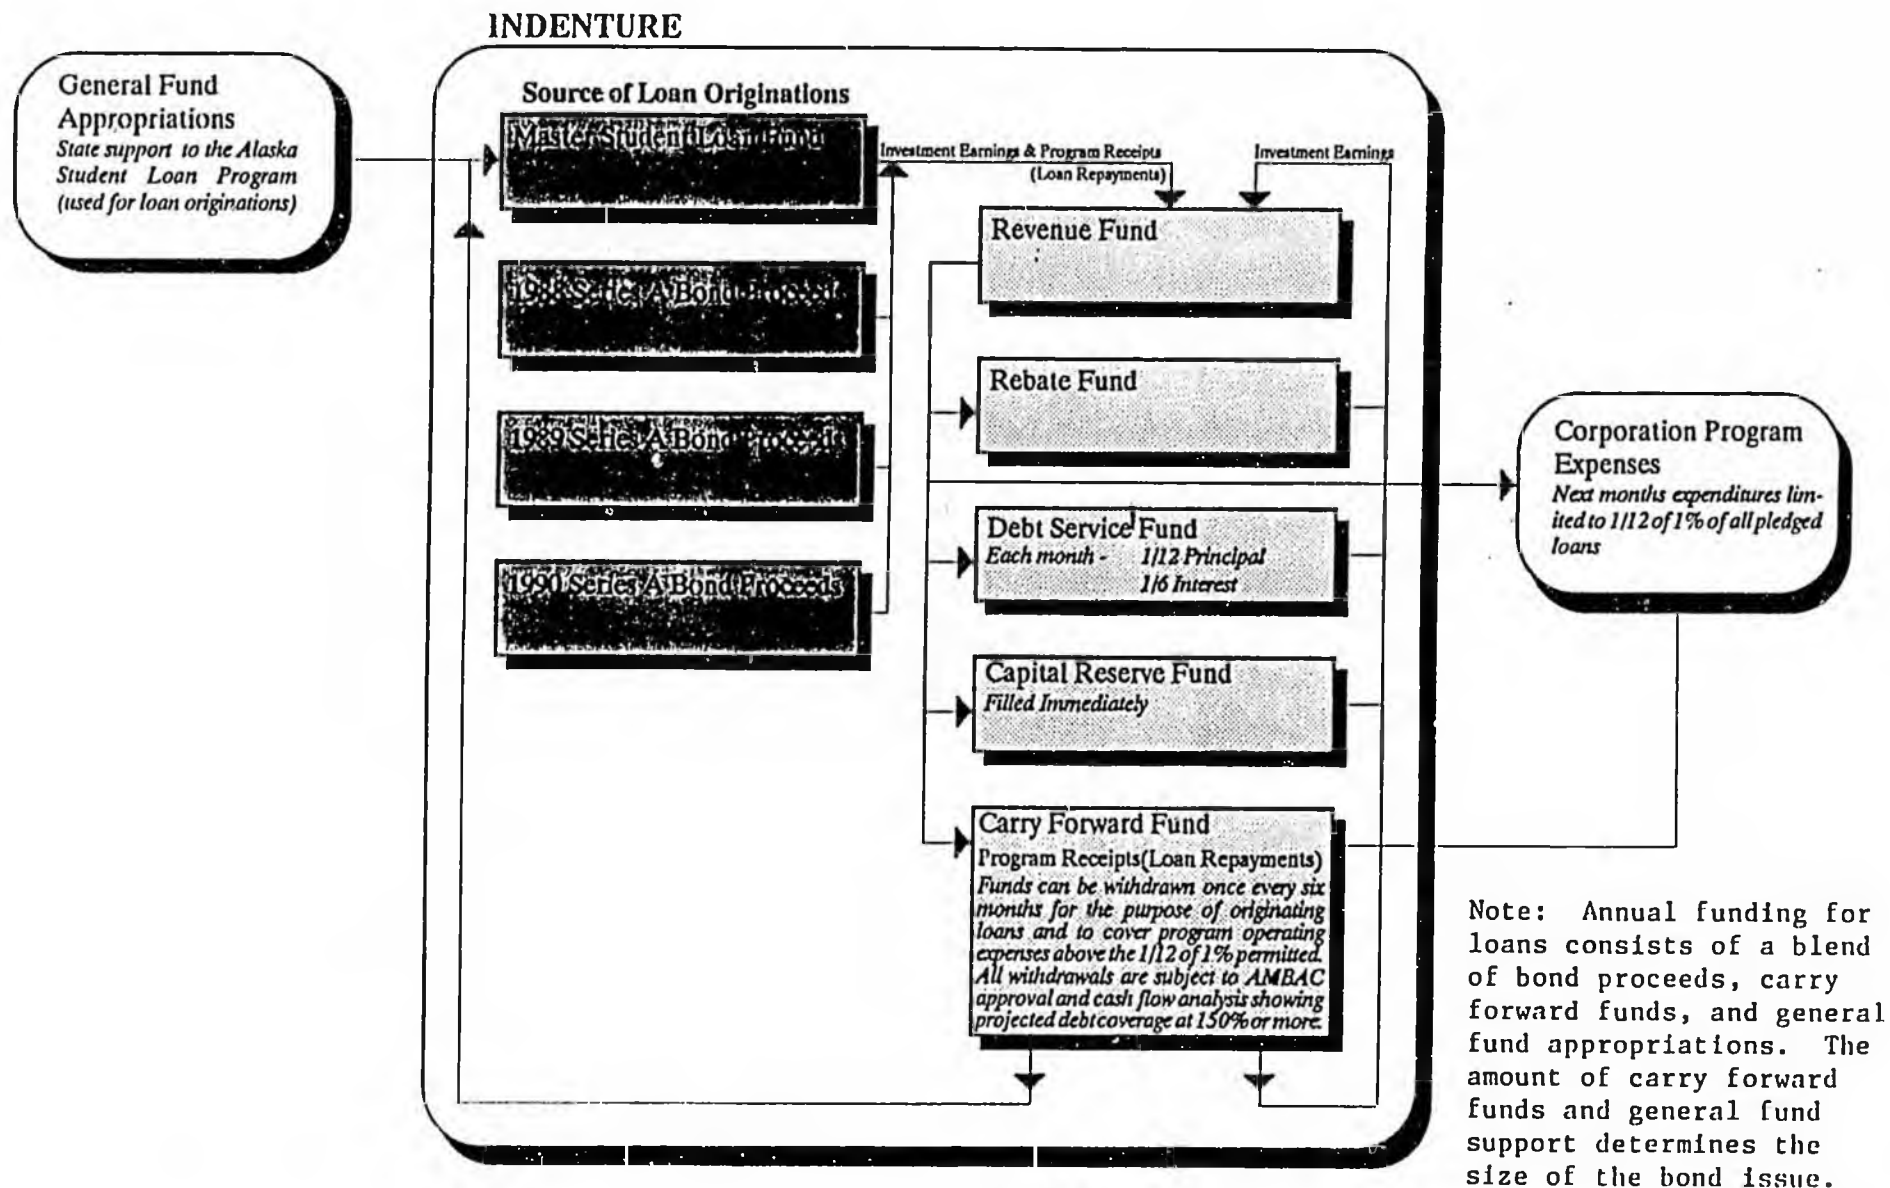 INDENTURE
General Fund
Appropriations
State support to the Alaska
Student Loan Program
(used for loan originations)
Source of Loan Originations
Master Student Loan Fund
1988 Series A Bond Proceeds
1989 Series A Bond Proceeds
1990 Series A Bond Proceeds
Investment Earnings & Program Receipts
(Loan Repayments)
Investment Earnings
Revenue Fund
Rebate Fund
Debt Service Fund
Each month - 1/12 Principal
1/6 Interest
Capital Reserve Fund
Filled Immediately
Carry Forward Fund
Program Receipts(Loan Repayments)
Funds can be withdrawn once every six
months for the purpose of originating
loans and to cover program operating
expenses above the 1/12 of 1% permitted.
All withdrawals are subject to AMBAC
approval and cash flow analysis showing
projected debt coverage at 150% or more.
Corporation Program
Expenses
Next months expenditures lim-
ited to 1/12 of 1% of all pledged
loans
Note: Annual funding for
loans consists of a blend
of bond proceeds, carry
forward funds, and general
fund appropriations. The
amount of carry forward
funds and general fund
support determines the
size of the bond issue.